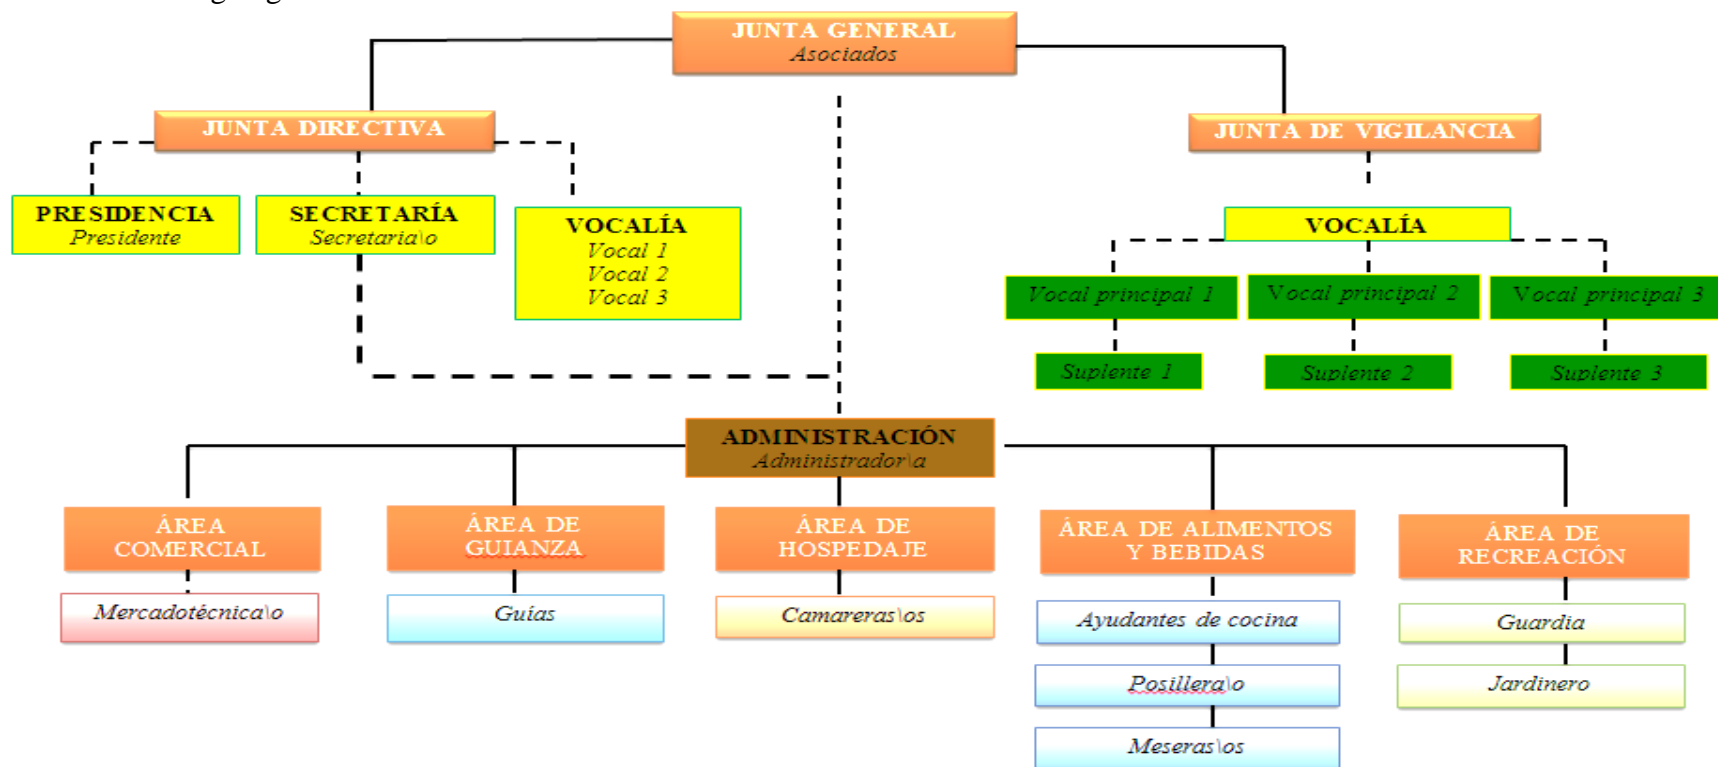 JUNTA GENERAL
Asociados
JUNTA DIRECTIVA
JUNTA DE VIGILANCIA
PRESIDENCIA
Presidente
SECRETARÍA
Secretaria\o
VOCALÍA
Vocal 1
Vocal 2
Vocal 3
VOCALÍA
Vocal principal 1
Vocal principal 2
Vocal principal 3
Suplente 1
Suplente 2
Suplente 3
ADMINISTRACIÓN
Administrador\a
ÁREA
COMERCIAL
ÁREA DE
GUIANZA
ÁREA DE
HOSPEDAJE
ÁREA DE ALIMENTOS
Y BEBIDAS
ÁREA DE
RECREACIÓN
Mercadotécnica\o
Guías
Camareras\os
Ayudantes de cocina
Posillera\o
Meseras\os
Guardia
Jardinero